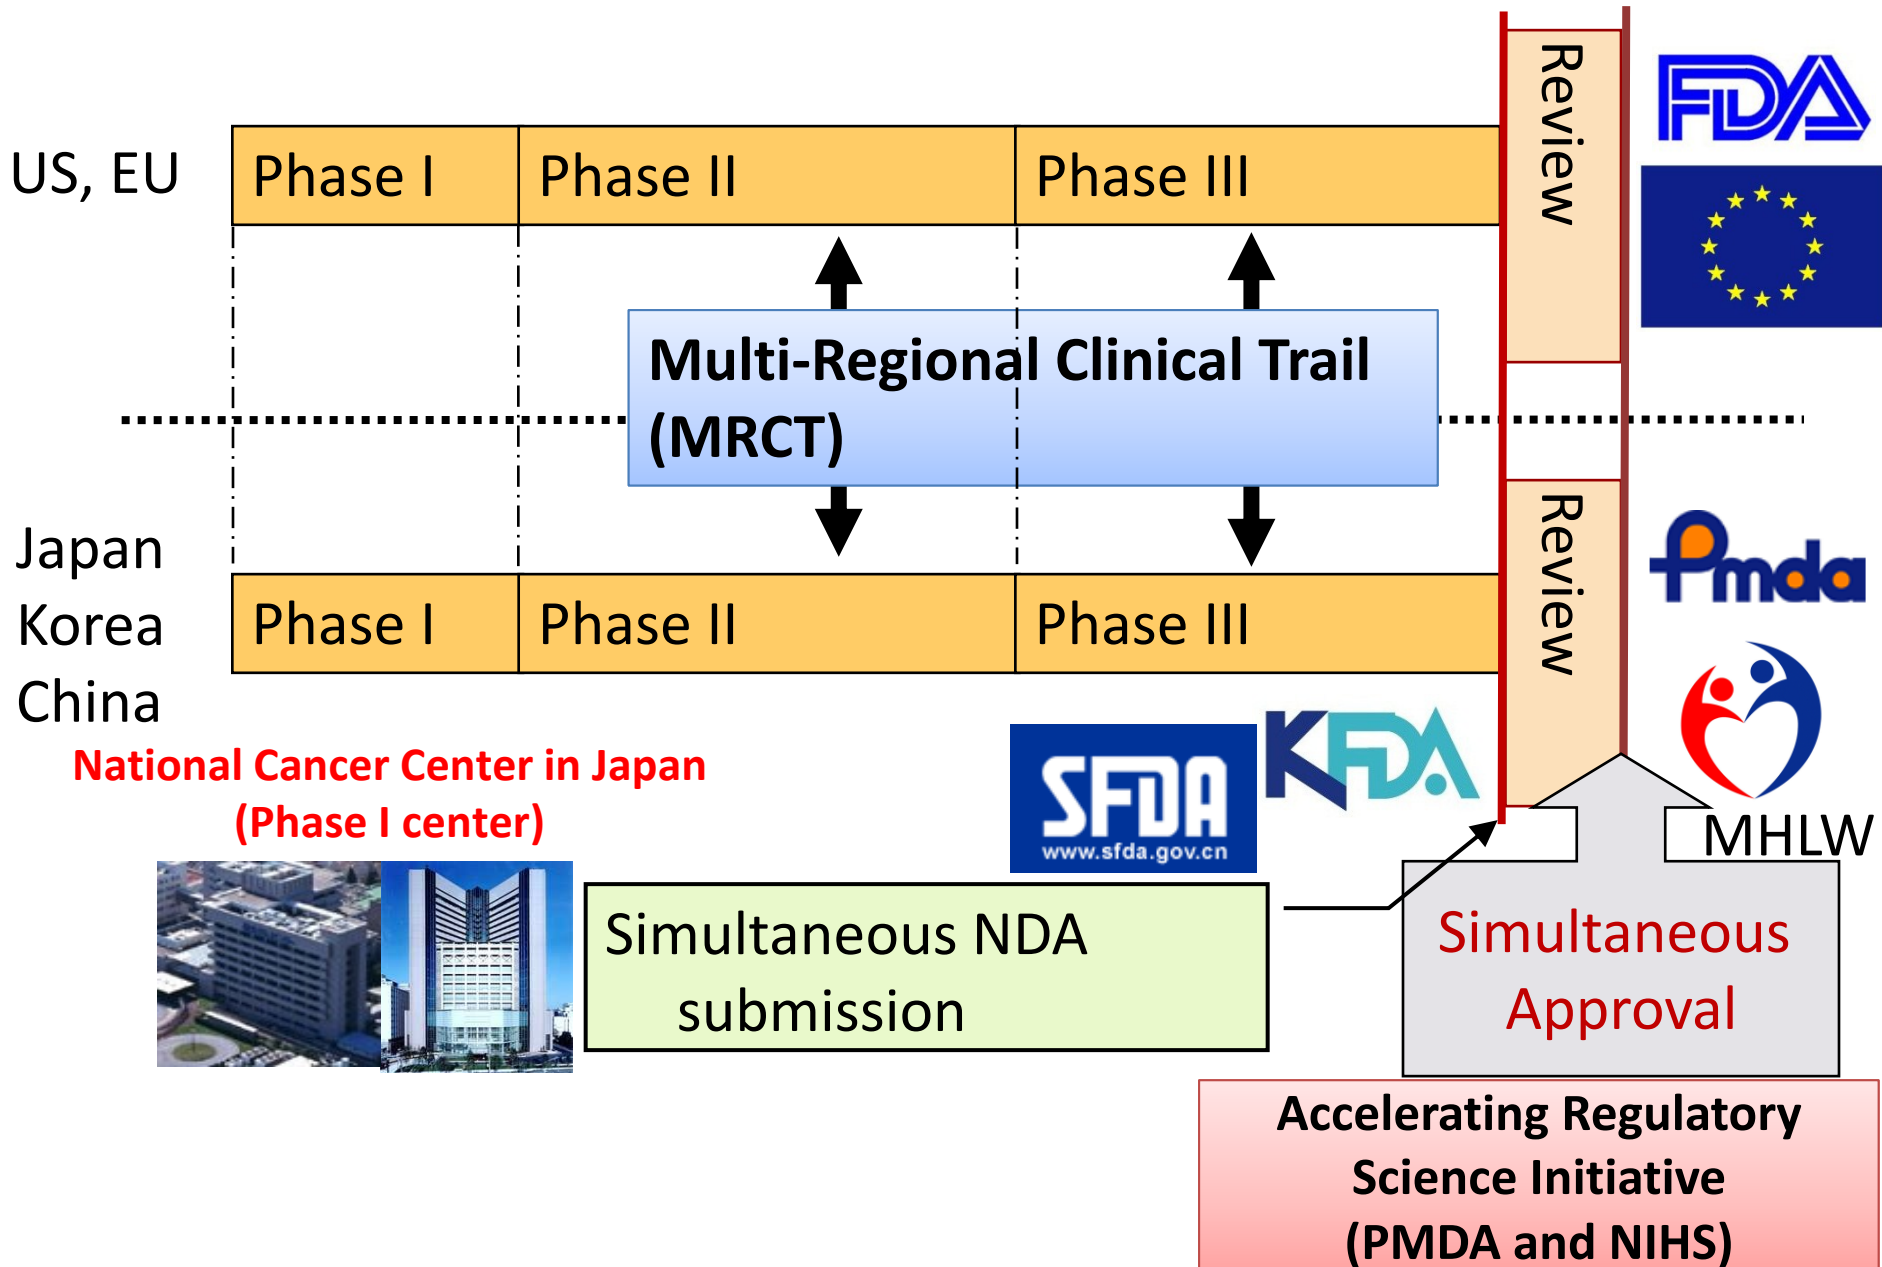 US, EU
Phase I
Phase II
Phase III
Review
FDA
Multi-Regional Clinical Trail
(MRCT)
Japan
Korea
China
Phase I
Phase II
Phase III
Review
Pmda
National Cancer Center in Japan
(Phase I center)
SFDA
www.sfda.gov.cn
KFDA
MHLW
Simultaneous NDA
submission
Simultaneous
Approval
Accelerating Regulatory
Science Initiative
(PMDA and NIHS)